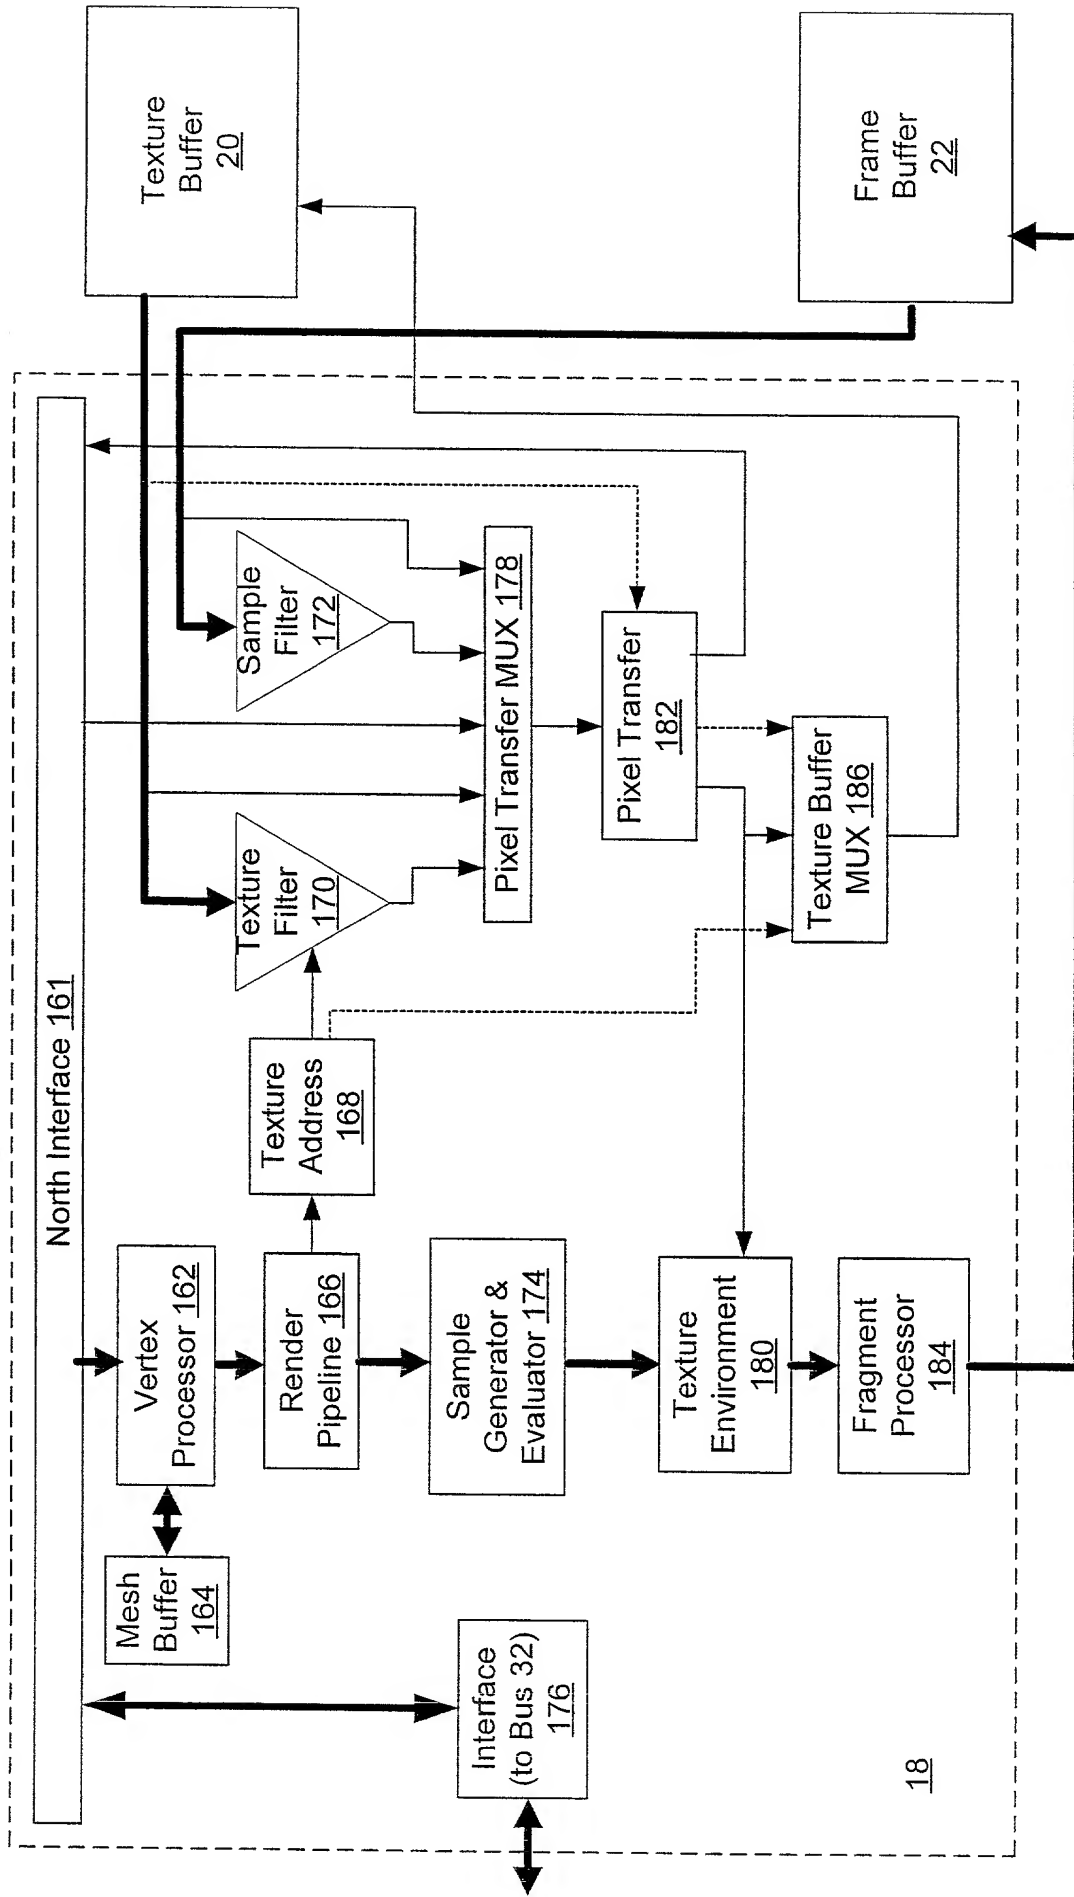 North Interface 161
Vertex
Processor 162
Mesh
Buffer 164
Render
Pipeline 166
Texture
Address
168
Texture
Filter
170
Sample
Filter
172
Sample
Generator &
Evaluator 174
Interface
(to Bus 32)
176
Pixel Transfer MUX 178
Texture
Environment
180
Pixel Transfer
182
Fragment
Processor
184
Texture Buffer
MUX 186
18
Texture
Buffer
20
Frame
Buffer
22